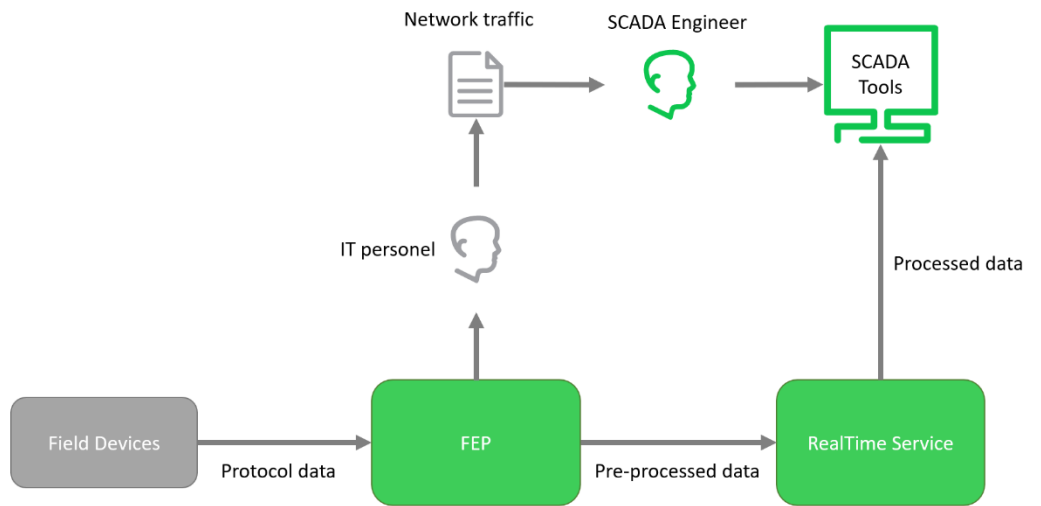 Network traffic
SCADA Engineer
SCADA
Tools
IT personel
Processed data
Field Devices
Protocol data
FEP
Pre-processed data
RealTime Service